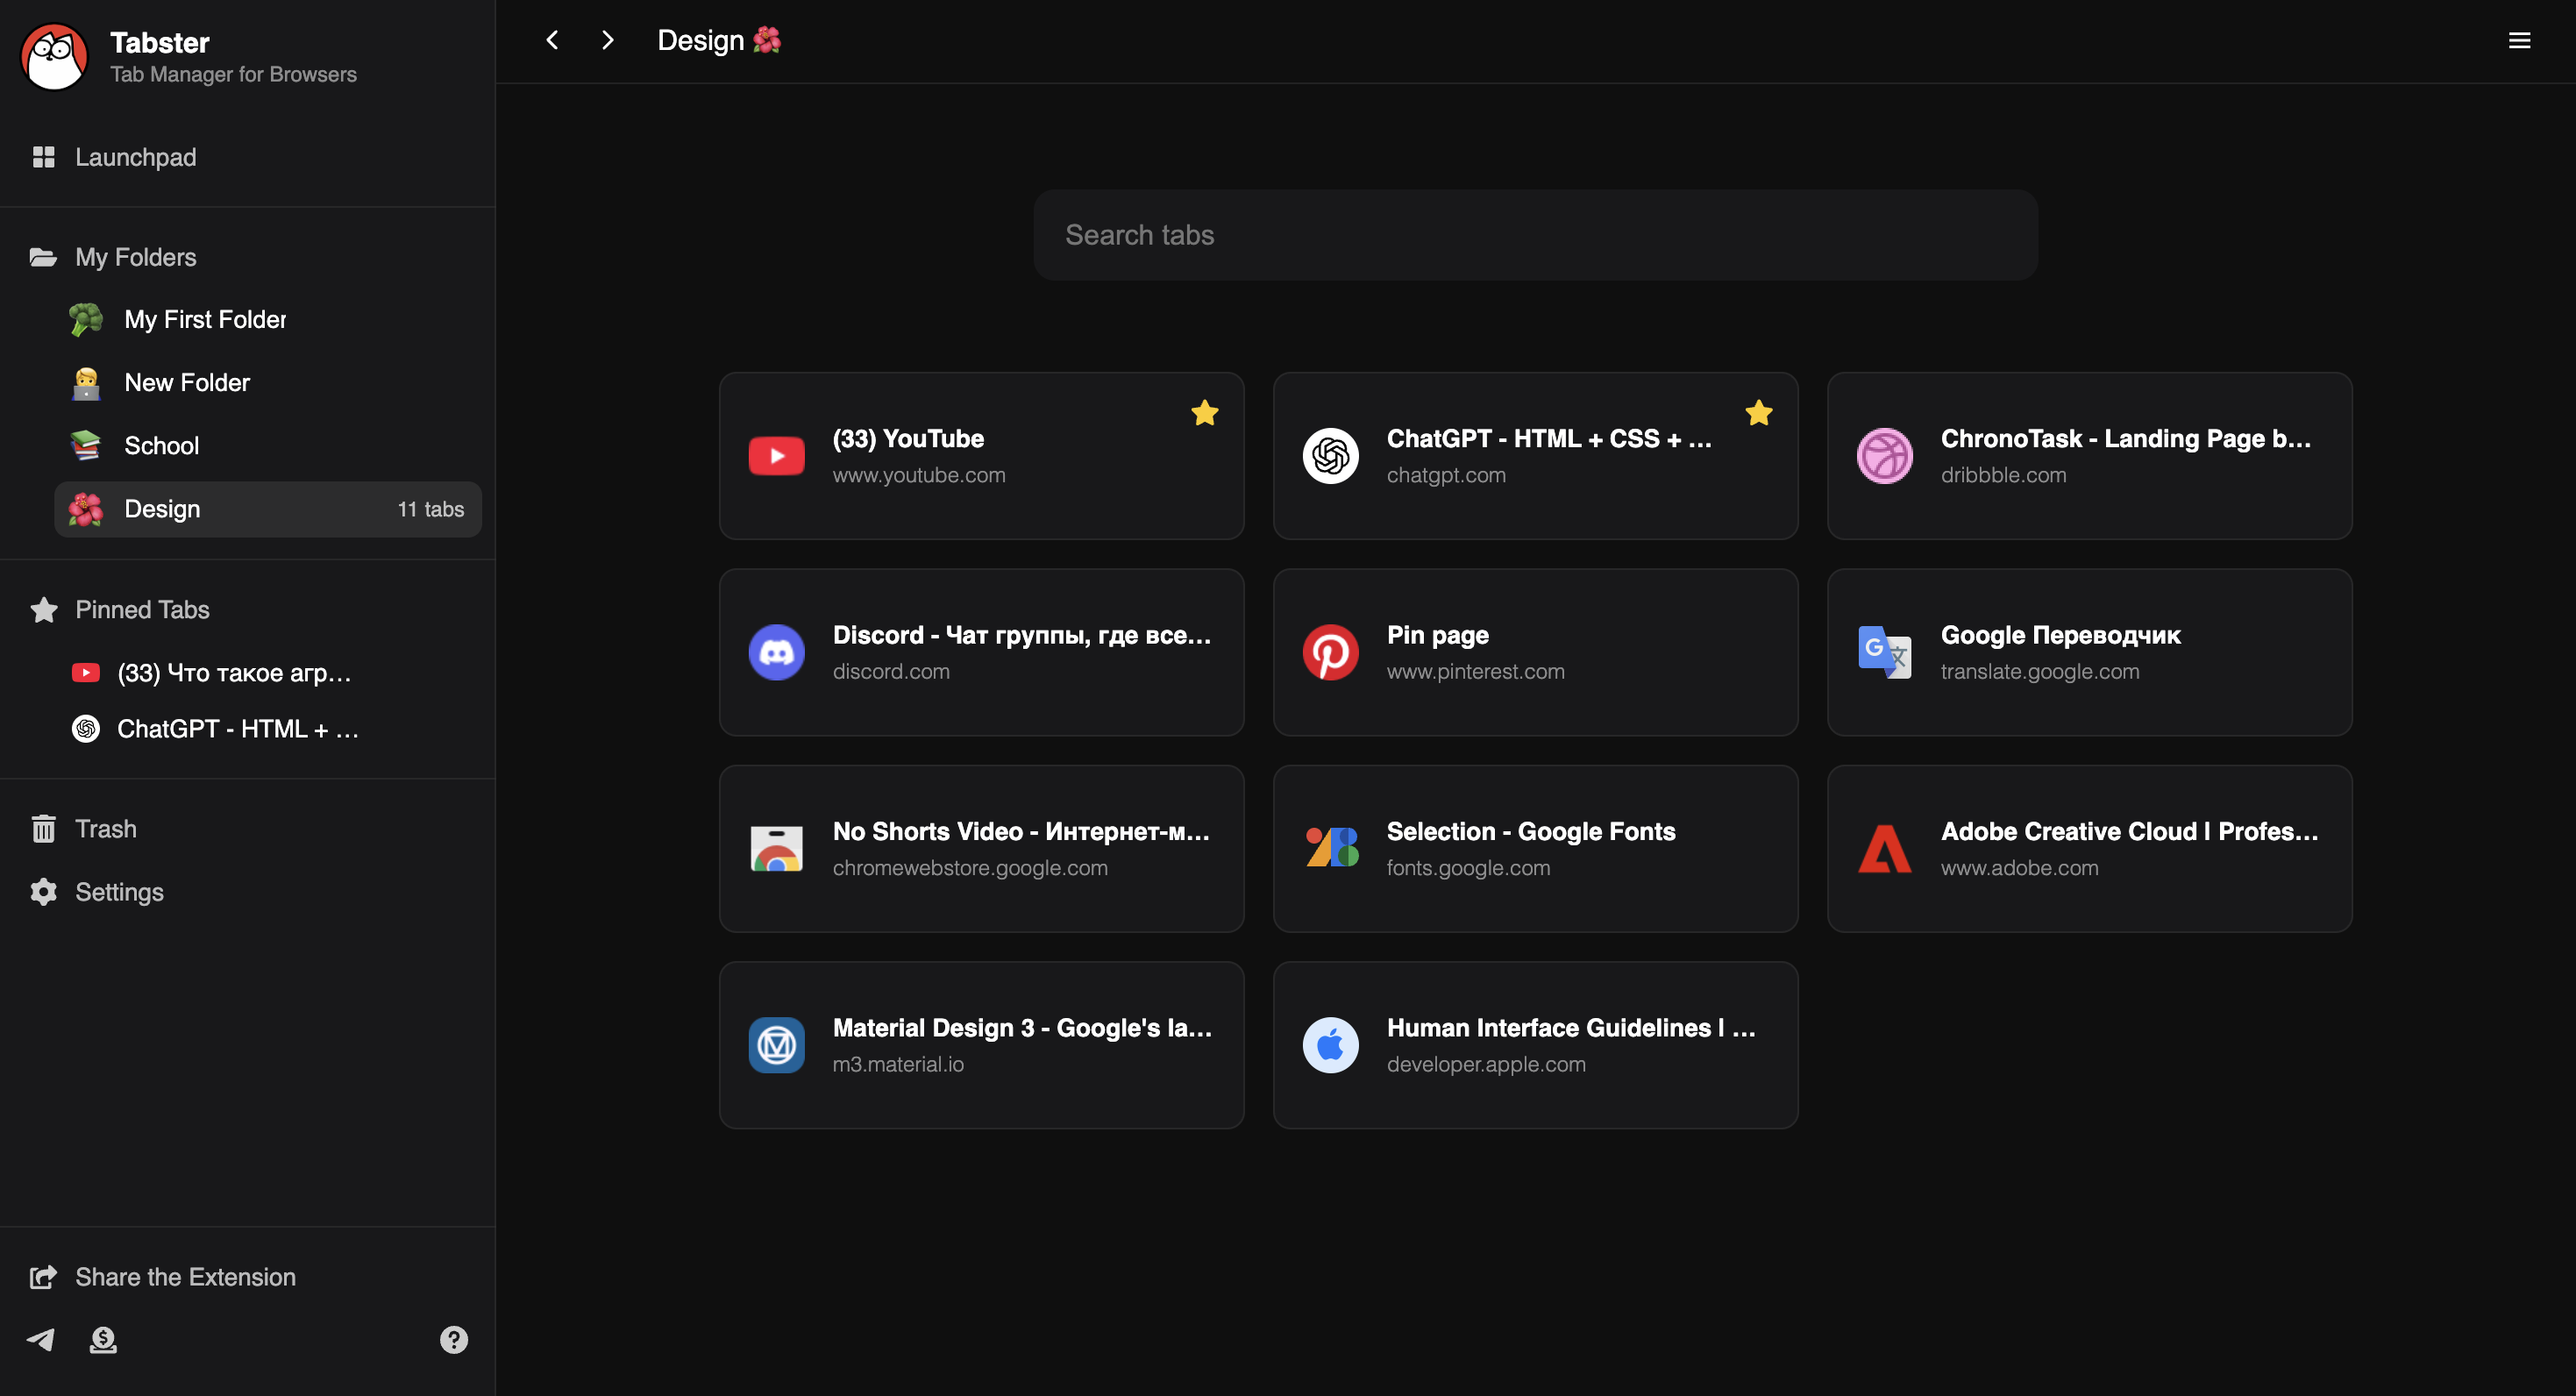 Tabster
Tab Manager for Browsers
Launchpad
My Folders
My First Folder
New Folder
School
Design
11 tabs
Pinned Tabs
(33) Что такое агр...
ChatGPT - HTML + ...
Trash
Settings
Share the Extension
Design
Search tabs
(33) YouTube
www.youtube.com
ChatGPT - HTML + CSS + ...
chatgpt.com
ChronoTask - Landing Page b...
dribbble.com
Discord - Чат группы, где все...
discord.com
Pin page
www.pinterest.com
Google Переводчик
translate.google.com
No Shorts Video - Интернет-м...
chromewebstore.google.com
Selection - Google Fonts
fonts.google.com
Adobe Creative Cloud | Profes...
www.adobe.com
Material Design 3 - Google's la...
m3.material.io
Human Interface Guidelines | ...
developer.apple.com